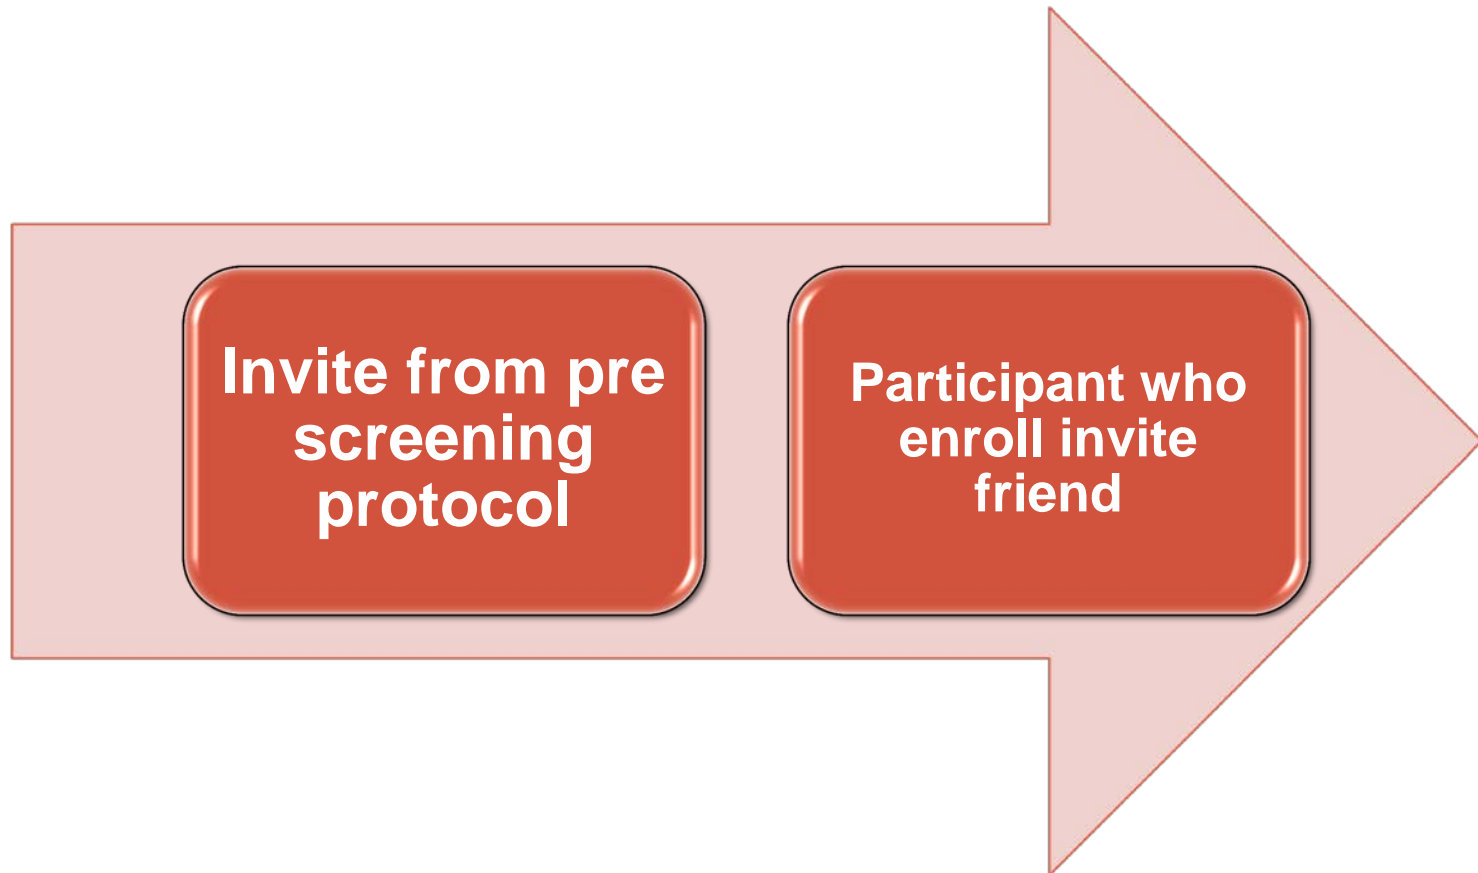 Invite from pre
screening
protocol
Participant who
enroll invite
friend